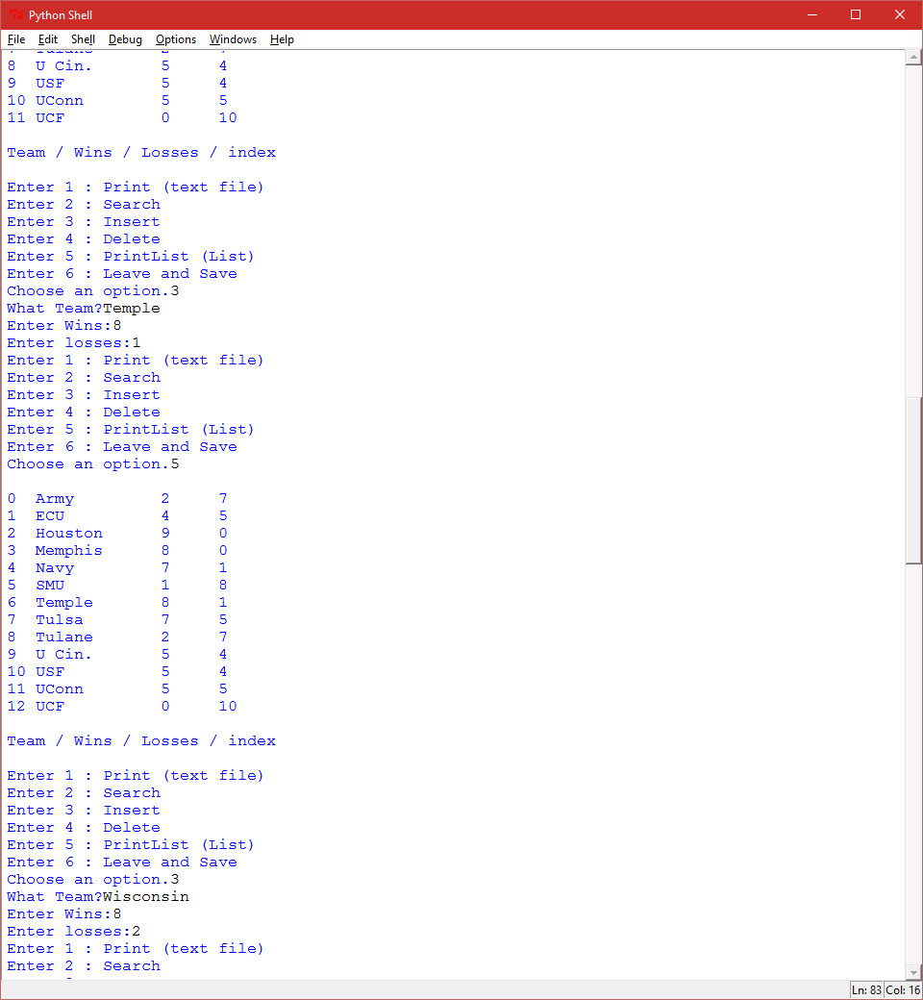 Python Shell
File Edit Shell Debug Options Windows Help
8 U Cin. 5 4
9 USF 5 4
10 UConn 5 5
11 UCF 0 10
Team / Wins / Losses / index
Enter 1 : Print (text file)
Enter 2 : Search
Enter 3 : Insert
Enter 4 : Delete
Enter 5 : PrintList (List)
Enter 6 : Leave and Save
Choose an option.3
What Team?Temple
Enter Wins:8
Enter losses:1
Enter 1 : Print (text file)
Enter 2 : Search
Enter 3 : Insert
Enter 4 : Delete
Enter 5 : PrintList (List)
Enter 6 : Leave and Save
Choose an option.5
0 Army 2 7
1 ECU 4 5
2 Houston 9 0
3 Memphis 8 0
4 Navy 7 1
5 SMU 1 8
6 Temple 8 1
7 Tulsa 7 5
8 Tulane 2 7
9 U Cin. 5 4
10 USF 5 4
11 UConn 5 5
12 UCF 0 10
Team / Wins / Losses / index
Enter 1 : Print (text file)
Enter 2 : Search
Enter 3 : Insert
Enter 4 : Delete
Enter 5 : PrintList (List)
Enter 6 : Leave and Save
Choose an option.3
What Team?Wisconsin
Enter Wins:8
Enter losses:2
Enter 1 : Print (text file)
Enter 2 : Search
Ln: 83 Col: 16